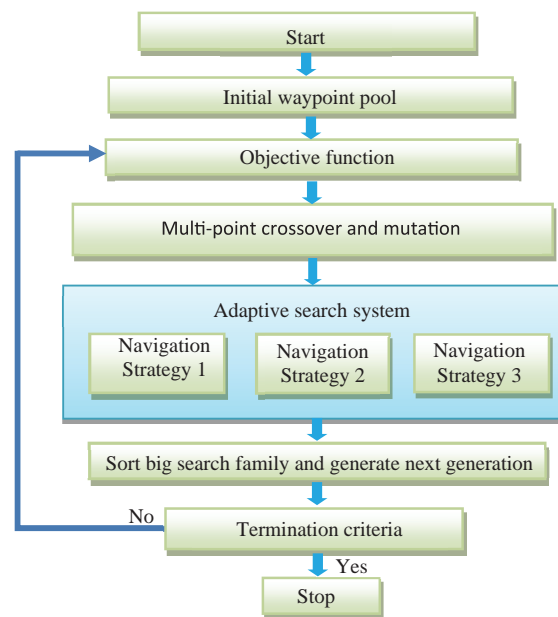 Start
Initial waypoint pool
Objective function
Multi-point crossover and mutation
Adaptive search system
Navigation
Strategy 1
Navigation
Strategy 2
Navigation
Strategy 3
Sort big search family and generate next generation
No
Termination criteria
Yes
Stop